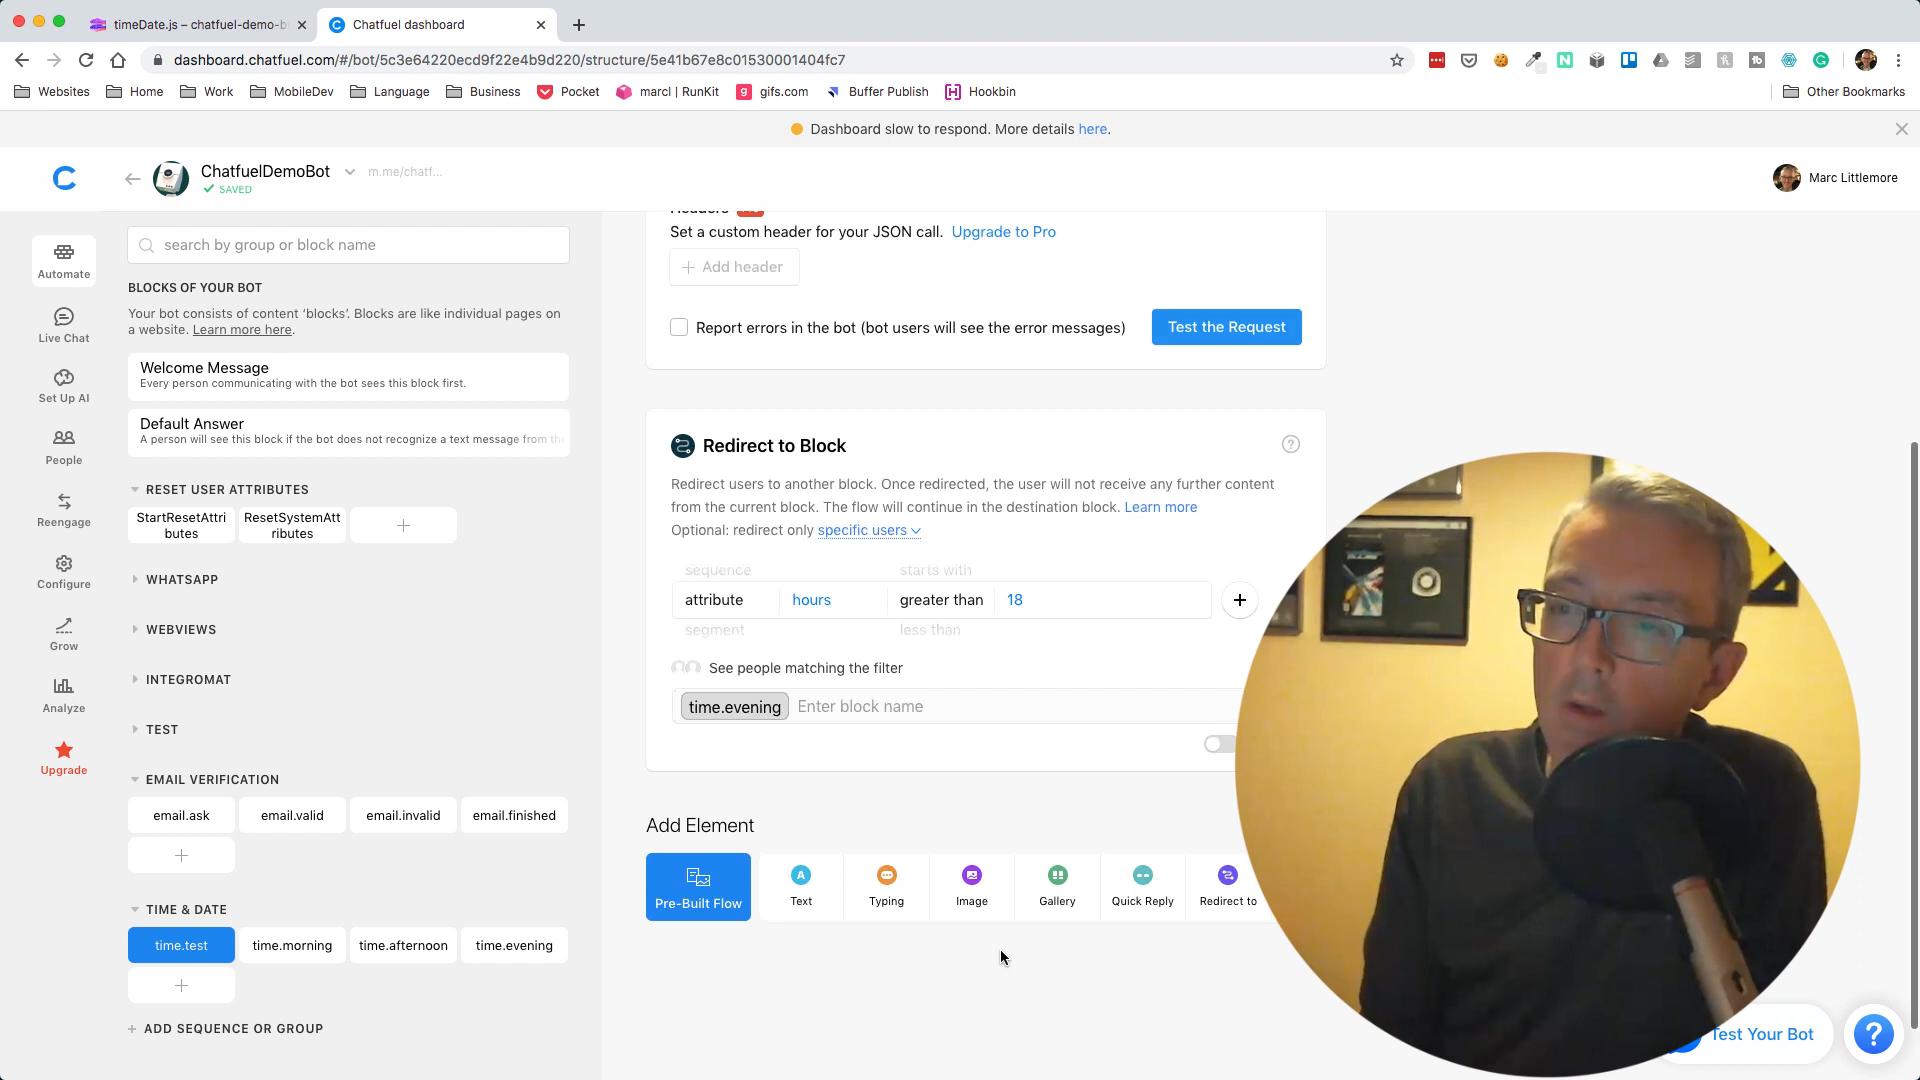 timeDate.js – chatfuel-demo-b
Chatfuel dashboard
dashboard.chatfuel.com/#/bot/5c3e64220ecd9f22e4b9d220/structure/5e41b67e8c01530001404fc7
Websites
Home
Work
MobileDev
Language
Business
Pocket
marcl | RunKit
gifs.com
Buffer Publish
Hookbin
Other Bookmarks
Dashboard slow to respond. More details here.
ChatfuelDemoBot
m.me/chatf...
SAVED
Marc Littlemore
Automate
Live Chat
Set Up AI
People
Reengage
Configure
Grow
Analyze
Upgrade
search by group or block name
BLOCKS OF YOUR BOT
Your bot consists of content ‘blocks’. Blocks are like individual pages on
a website. Learn more here.
Welcome Message
Every person communicating with the bot sees this block first.
Default Answer
A person will see this block if the bot does not recognize a text message from the
RESET USER ATTRIBUTES
StartResetAttri
butes
ResetSystemAtt
ributes
WHATSAPP
WEBVIEWS
INTEGROMAT
TEST
EMAIL VERIFICATION
email.ask
email.valid
email.invalid
email.finished
TIME & DATE
time.test
time.morning
time.afternoon
time.evening
ADD SEQUENCE OR GROUP
Headers
Set a custom header for your JSON call. Upgrade to Pro
Add header
Report errors in the bot (bot users will see the error messages)
Test the Request
Redirect to Block
Redirect users to another block. Once redirected, the user will not receive any further content
from the current block. The flow will continue in the destination block. Learn more
Optional: redirect only specific users
sequence
starts with
attribute
hours
greater than
18
segment
less than
See people matching the filter
time.evening
Enter block name
Add Element
Pre-Built Flow
Text
Typing
Image
Gallery
Quick Reply
Redirect to
Test Your Bot